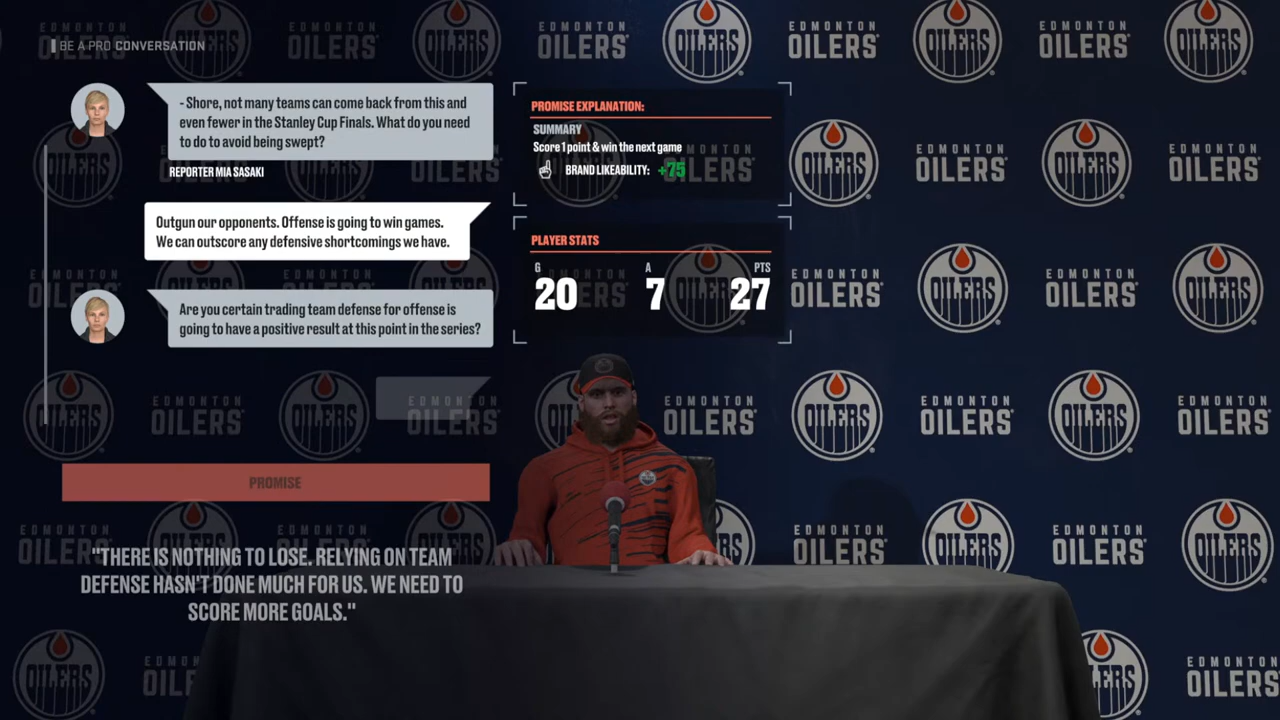 BE A PRO CONVERSATION
- Shore, not many teams can come back from this and
even fewer in the Stanley Cup Finals. What do you need
to do to avoid being swept?
REPORTER MIA SASAKI
Outgun our opponents. Offense is going to win games.
We can outscore any defensive shortcomings we have.
Are you certain trading team defense for offense is
going to have a positive result at this point in the series?
PROMISE
"THERE IS NOTHING TO LOSE. RELYING ON TEAM
DEFENSE HASN'T DONE MUCH FOR US. WE NEED TO
SCORE MORE GOALS."
PROMISE EXPLANATION:
SUMMARY
Score 1 point & win the next game
BRAND LIKEABILITY: +75
PLAYER STATS
G A PTS
20 7 27
EDMONTON
OILERS
OILERS